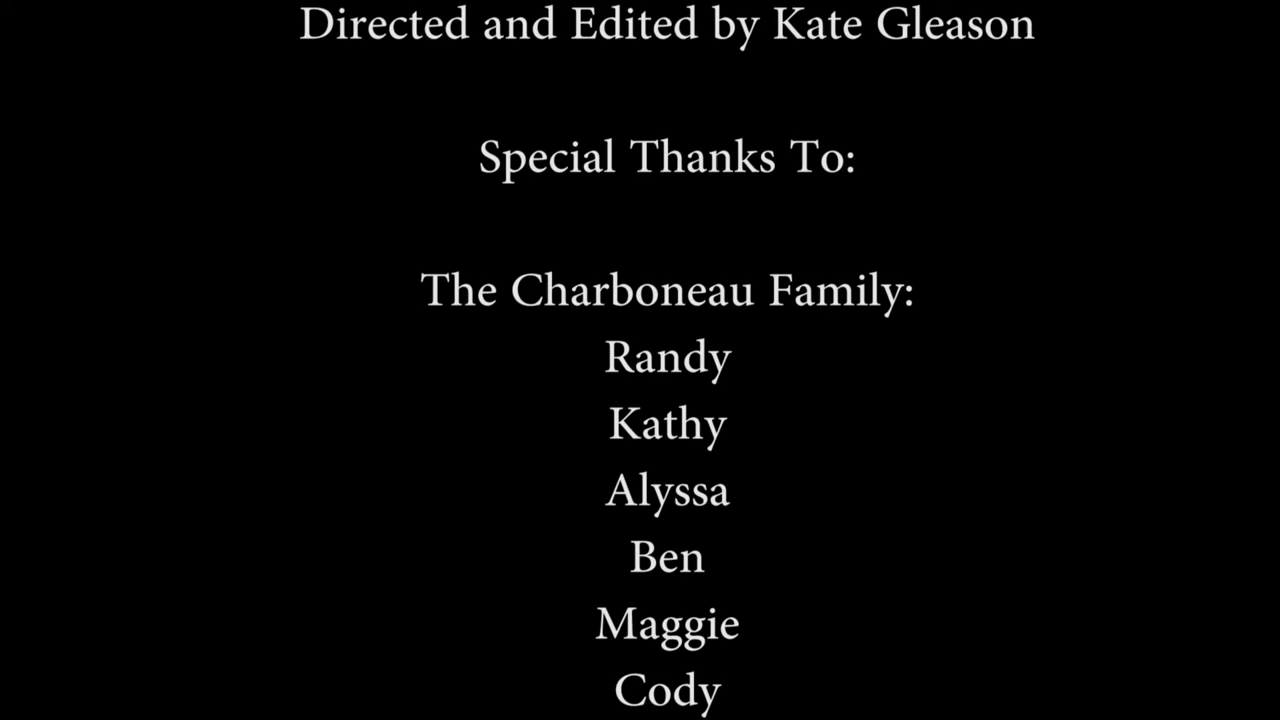 Directed and Edited by Kate Gleason
Special Thanks To:
The Charboneau Family:
Randy
Kathy
Alyssa
Ben
Maggie
Cody